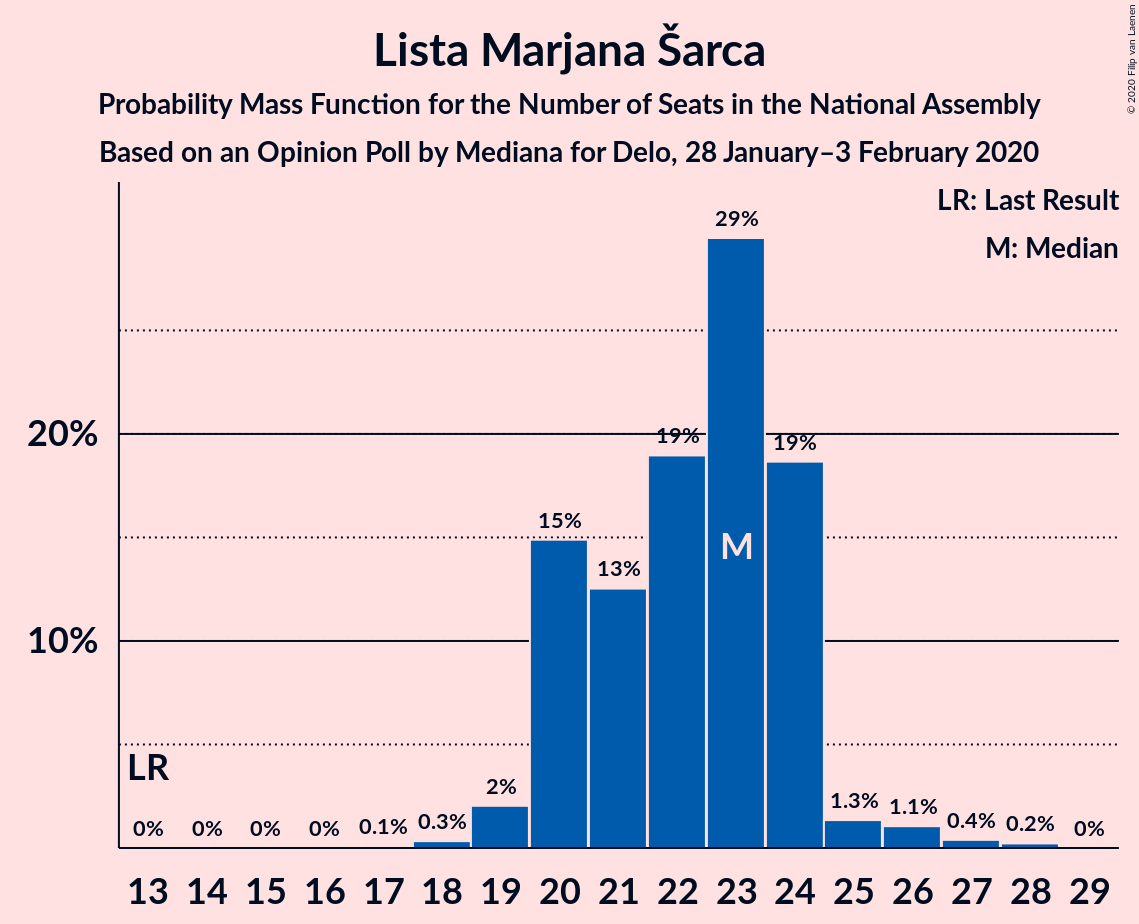 Lista Marjana Šarca
Probability Mass Function for the Number of Seats in the National Assembly
Based on an Opinion Poll by Mediana for Delo, 28 January–3 February 2020
© 2020 Filip van Laenen
LR: Last Result
M: Median
29%
20%
19%
19%
15%
M
13%
10%
LR
2%
1.3%
1.1%
0.4%
0.2%
0%
0%
0%
0%
0%
0.1%
0.3%
13 14 15 16 17 18 19 20 21 22 23 24 25 26 27 28 29